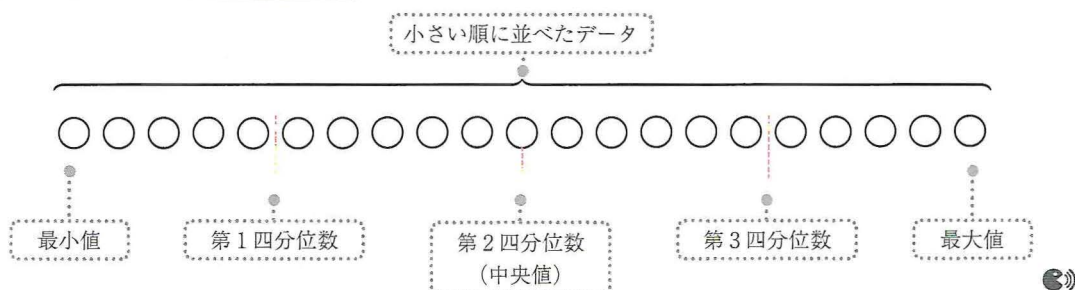 小さい順に並べたデータ
最小値
第1四分位数
第2四分位数
(中央値)
第3四分位数
最大値